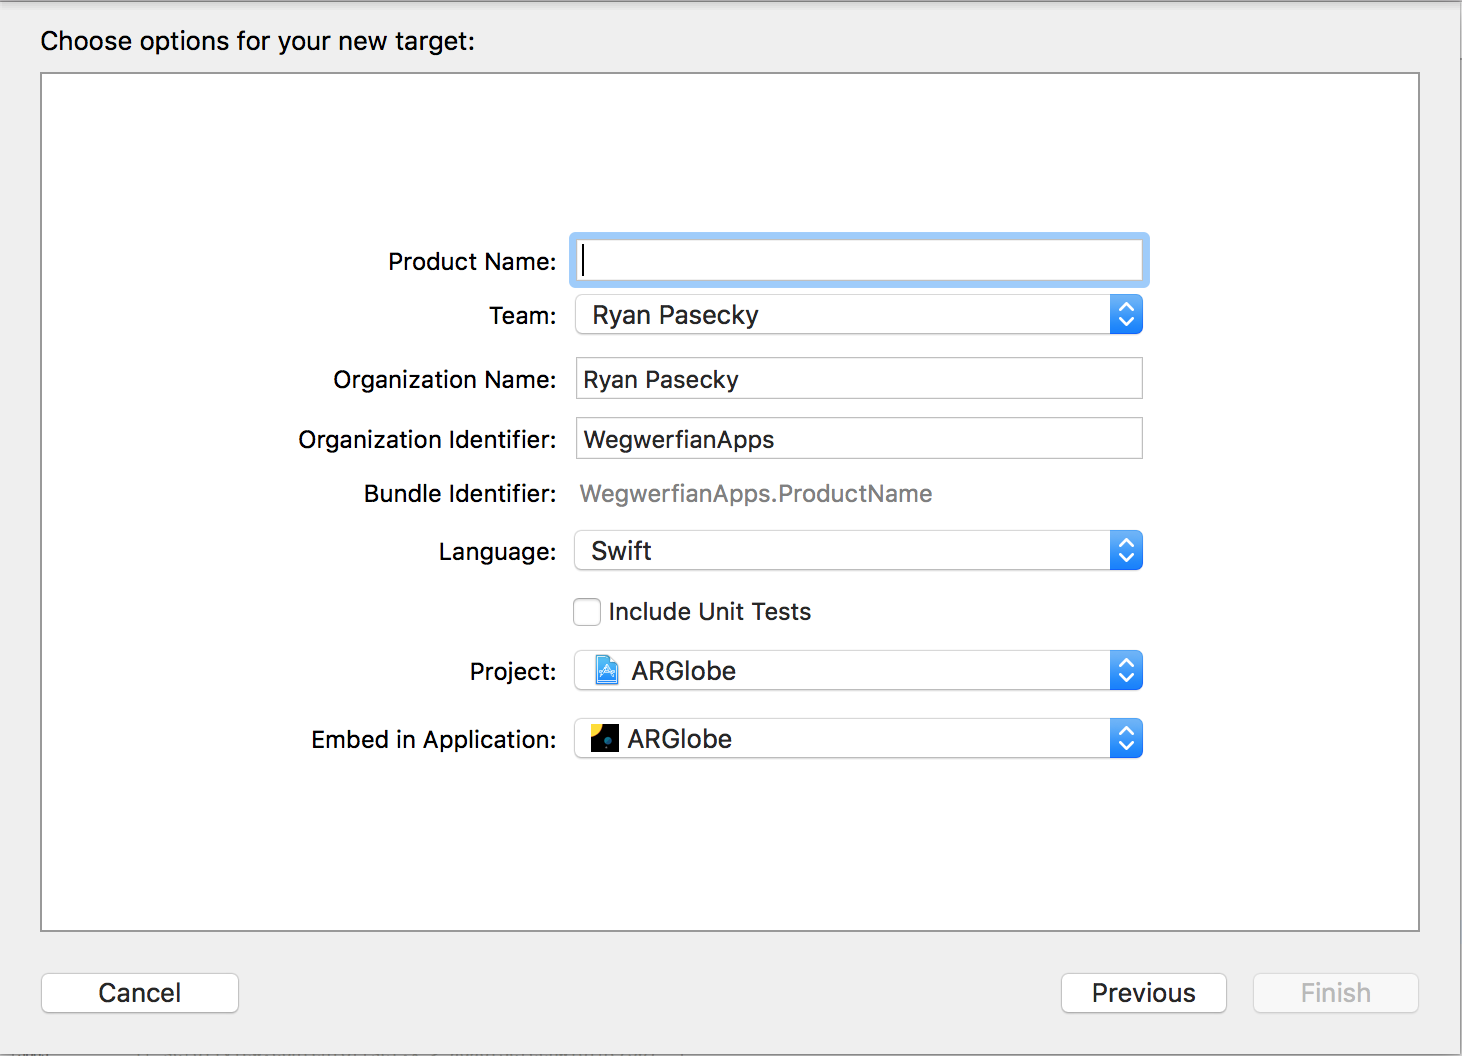 Choose options for your new target:
Product Name:
Team: Ryan Pasecky
Organization Name: Ryan Pasecky
Organization Identifier: WegwerfianApps
Bundle Identifier: WegwerfianApps.ProductName
Language: Swift
Include Unit Tests
Project: ARGlobe
Embed in Application: ARGlobe
Cancel Previous Finish